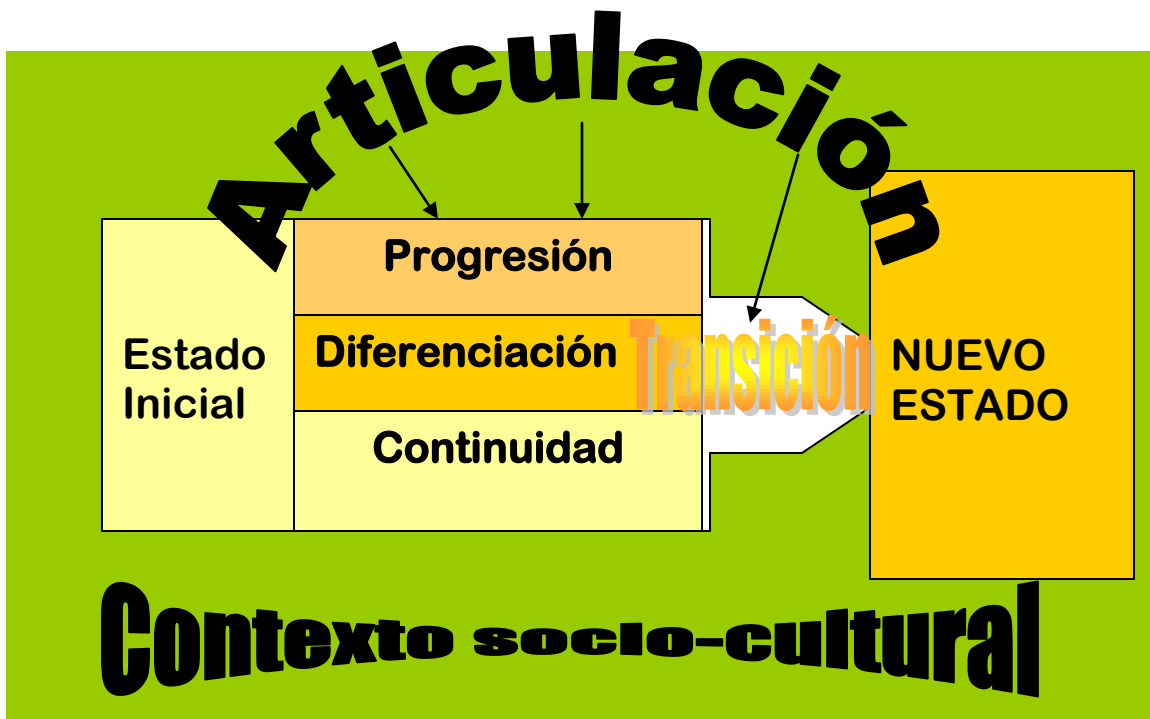 Articulación
Progresión
Estado
Inicial
Diferenciación
Transición
NUEVO
ESTADO
Continuidad
Contexto socio-cultural